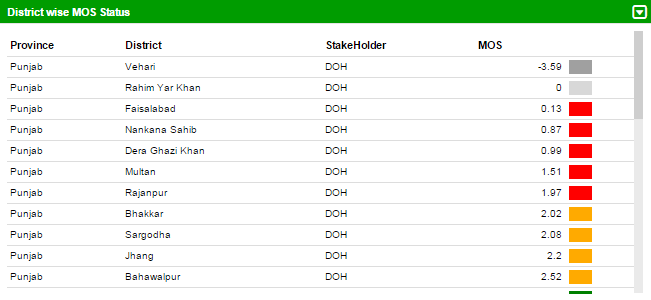 District wise MOS Status
Province District StakeHolder MOS
Punjab Vehari DOH -3.59
Punjab Rahim Yar Khan DOH 0
Punjab Faisalabad DOH 0.13
Punjab Nankana Sahib DOH 0.87
Punjab Dera Ghazi Khan DOH 0.99
Punjab Multan DOH 1.51
Punjab Rajanpur DOH 1.97
Punjab Bhakkar DOH 2.02
Punjab Sargodha DOH 2.08
Punjab Jhang DOH 2.2
Punjab Bahawalpur DOH 2.52